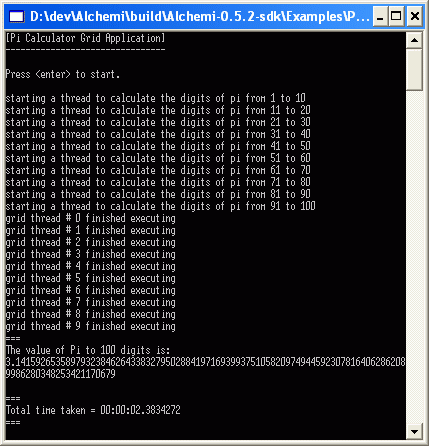 D:\dev\Alchemi\build\Alchemi-0.5.2-sdk\Examples\P...
[Pi Calculator Grid Application]
--------------------------------
Press <enter> to start.
starting a thread to calculate the digits of pi from 1 to 10
starting a thread to calculate the digits of pi from 11 to 20
starting a thread to calculate the digits of pi from 21 to 30
starting a thread to calculate the digits of pi from 31 to 40
starting a thread to calculate the digits of pi from 41 to 50
starting a thread to calculate the digits of pi from 51 to 60
starting a thread to calculate the digits of pi from 61 to 70
starting a thread to calculate the digits of pi from 71 to 80
starting a thread to calculate the digits of pi from 81 to 90
starting a thread to calculate the digits of pi from 91 to 100
grid thread # 0 finished executing
grid thread # 1 finished executing
grid thread # 2 finished executing
grid thread # 3 finished executing
grid thread # 4 finished executing
grid thread # 5 finished executing
grid thread # 6 finished executing
grid thread # 7 finished executing
grid thread # 8 finished executing
grid thread # 9 finished executing
===
The value of Pi to 100 digits is:
3.141592653589793238462643383279502884197169399375105820974944592307816406286208
998628034825342117​0679
===
Total time taken = 00:00:02.3834272
===